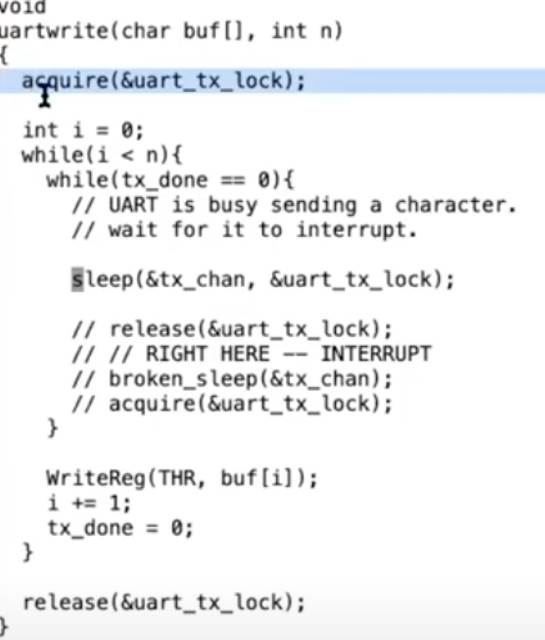 void
uartwrite(char buf[], int n)
{
  acquire(&uart_tx_lock);

  int i = 0;
  while(i < n){
    while(tx_done == 0){
      // UART is busy sending a character.
      // wait for it to interrupt.

      sleep(&tx_chan, &uart_tx_lock);

      // release(&uart_tx_lock);
      // // RIGHT HERE -- INTERRUPT
      // broken_sleep(&tx_chan);
      // acquire(&uart_tx_lock);
    }

    WriteReg(THR, buf[i]);
    i += 1;
    tx_done = 0;
  }

  release(&uart_tx_lock);
}